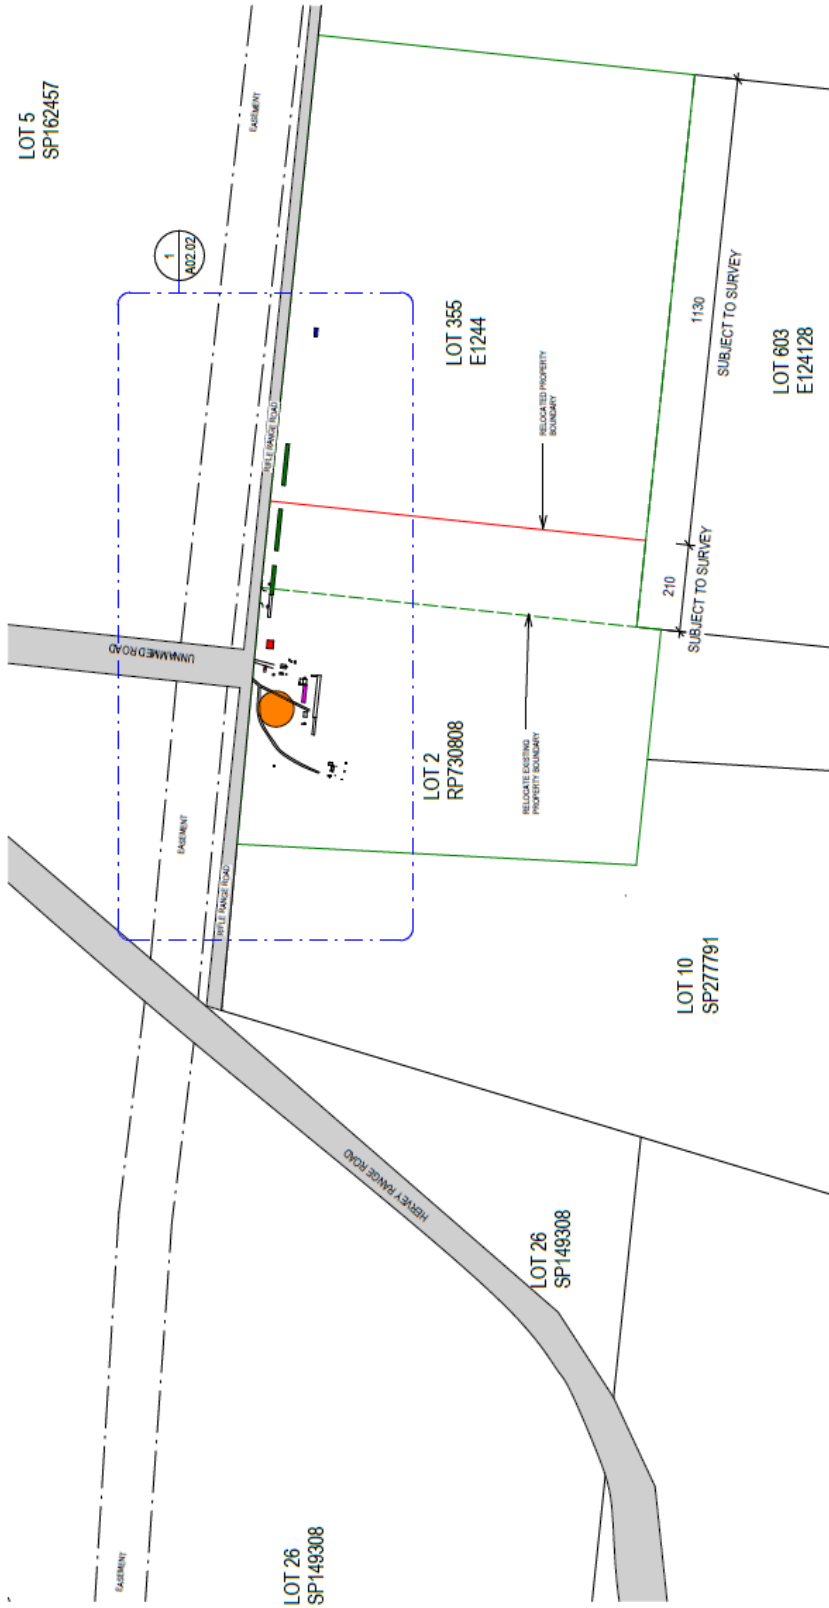 LOT 5
SP162457
EASEMENT
1
A02.02
LOT 355
E1244
1130
SUBJECT TO SURVEY
LOT 603
E124128
RELOCATED PROPERTY
BOUNDARY
RIFLE RANGE ROAD
210
SUBJECT TO SURVEY
UNNAMMED ROAD
LOT 2
RP730808
RELOCATE EXISTING
PROPERTY BOUNDARY
EASEMENT
RIFLE RANGE ROAD
LOT 10
SP277791
HERVEY RANGE ROAD
LOT 26
SP149308
EASEMENT
LOT 26
SP149308